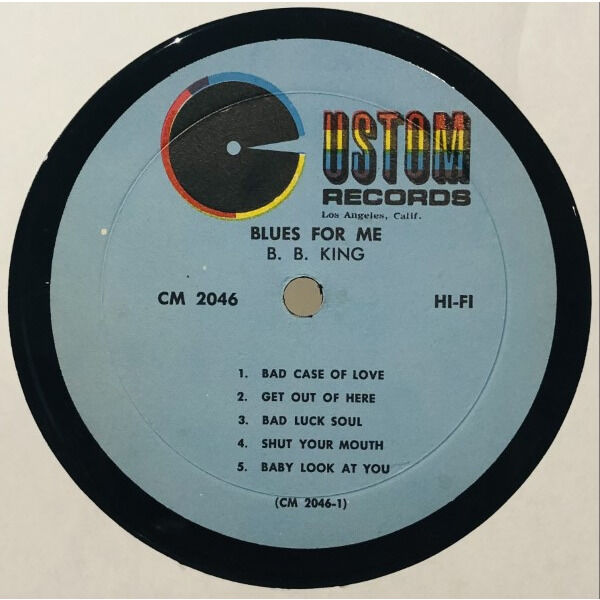 CUSTOM
RECORDS
Los Angeles, Calif.
BLUES FOR ME
B. B. KING
CM 2046 HI-FI
1. BAD CASE OF LOVE
2. GET OUT OF HERE
3. BAD LUCK SOUL
4. SHUT YOUR MOUTH
5. BABY LOOK AT YOU
(CM 2046-1)